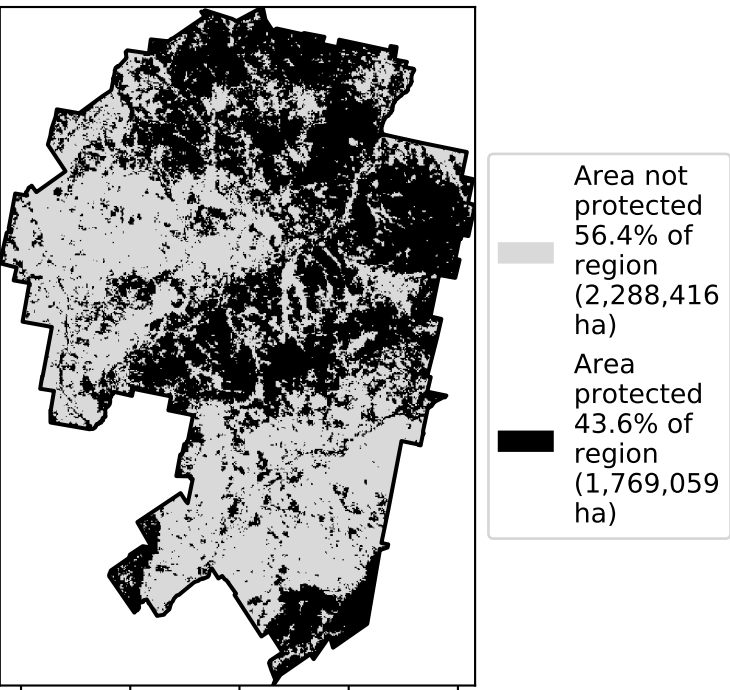 Area not
protected
56.4% of
region
(2,288,416
ha)
Area
protected
43.6% of
region
(1,769,059
ha)